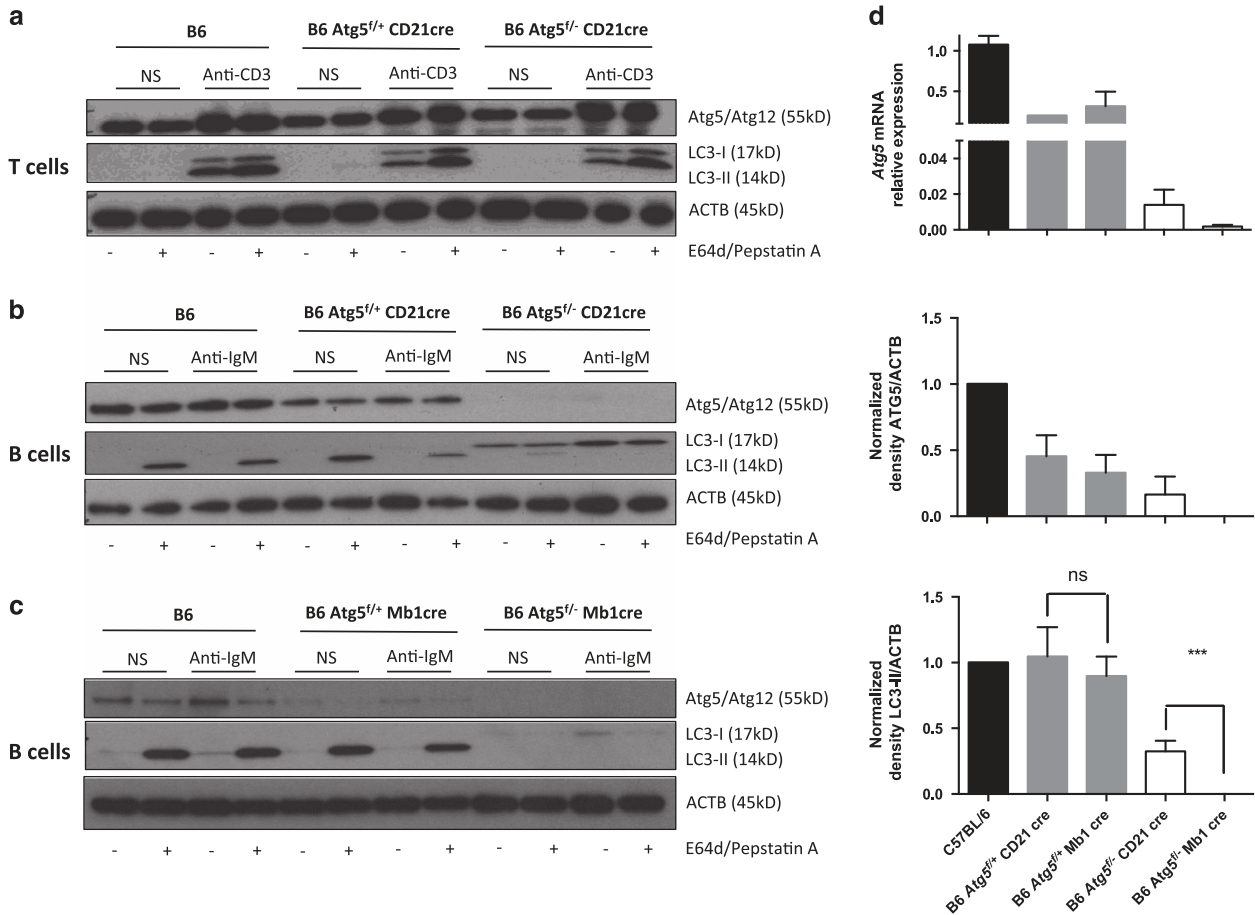 a
B6
B6 Atg5f/+ CD21cre
B6 Atg5f/- CD21cre
NS
Anti-CD3
NS
Anti-CD3
NS
Anti-CD3
T cells
Atg5/Atg12 (55kD)
LC3-I (17kD)
LC3-II (14kD)
ACTB (45kD)
- + - + - + - + - + - +
E64d/Pepstatin A
b
B6
B6 Atg5f/+ CD21cre
B6 Atg5f/- CD21cre
NS
Anti-IgM
NS
Anti-IgM
NS
Anti-IgM
B cells
Atg5/Atg12 (55kD)
LC3-I (17kD)
LC3-II (14kD)
ACTB (45kD)
- + - + - + - + - + - +
E64d/Pepstatin A
c
B6
B6 Atg5f/+ Mb1cre
B6 Atg5f/- Mb1cre
NS
Anti-IgM
NS
Anti-IgM
NS
Anti-IgM
B cells
Atg5/Atg12 (55kD)
LC3-I (17kD)
LC3-II (14kD)
ACTB (45kD)
- + - + - + - + - + - +
E64d/Pepstatin A
d
Atg5 mRNA
relative expression
1.0
0.5
0.04
0.02
0.00
Normalized
density ATG5/ACTB
1.5
1.0
0.5
0.0
Normalized
density LC3-II/ACTB
1.5
1.0
0.5
0.0
ns
***
C57BL/6
B6 Atg5f/+ CD21 cre
B6 Atg5f/+ Mb1 cre
B6 Atg5f/- CD21 cre
B6 Atg5f/- Mb1 cre